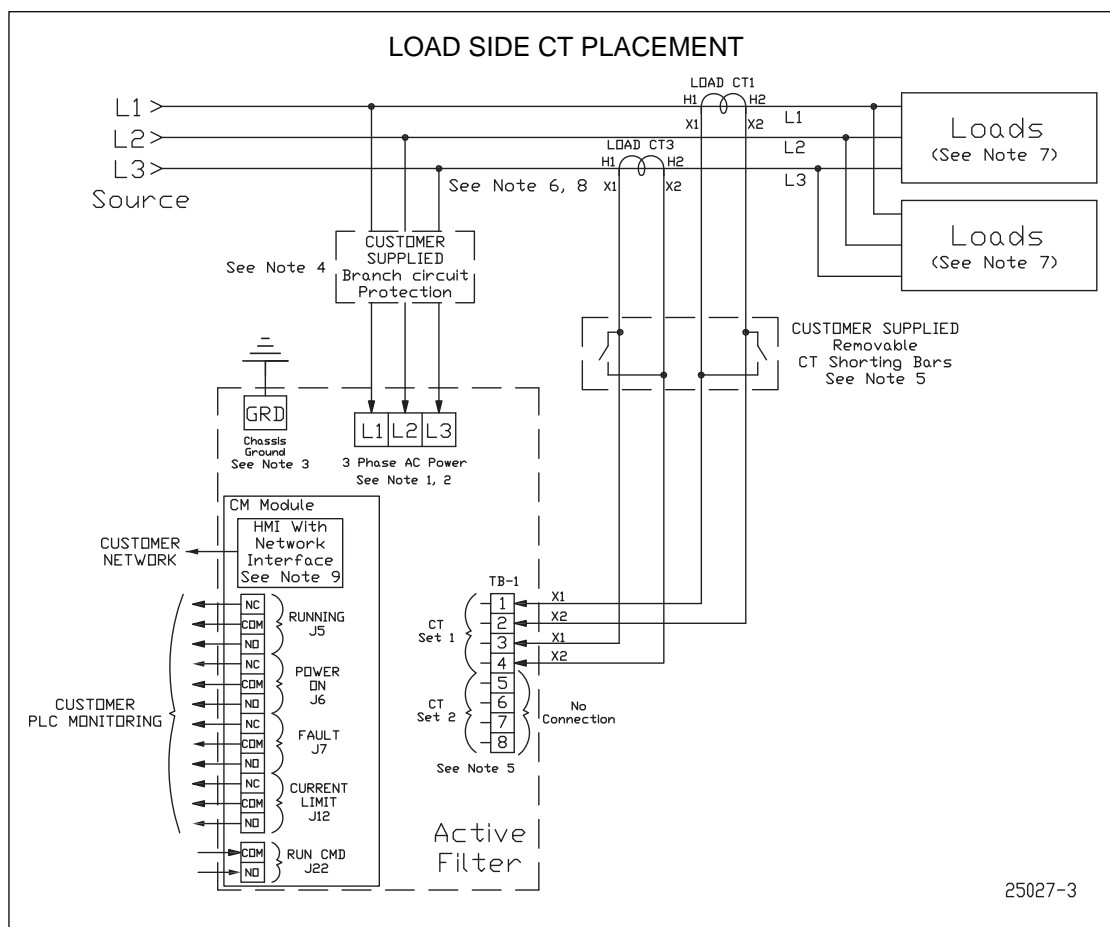 LOAD SIDE CT PLACEMENT
LOAD CT1
H1 H2
L1
L1
X1 X2
L2
L2
LOAD CT3
H1 H2
L3
L3
X1 X2
Source
See Note 6, 8
Loads
(See Note 7)
Loads
(See Note 7)
See Note 4
CUSTOMER
SUPPLIED
Branch circuit
Protection
CUSTOMER SUPPLIED
Removable
CT Shorting Bars
See Note 5
GRD
Chassis
Ground
See Note 3
L1 L2 L3
3 Phase AC Power
See Note 1, 2
CM Module
HMI With
Network
Interface
See Note 9
CUSTOMER
NETWORK
NC
COM
NO
RUNNING
J5
NC
COM
NO
POWER
ON
J6
NC
COM
NO
FAULT
J7
NC
COM
NO
CURRENT
LIMIT
J12
COM
NO
RUN CMD
J22
CUSTOMER
PLC MONITORING
TB-1
1 X1
2 X2
3 X1
4 X2
5
6
7
8
CT
Set 1
CT
Set 2
No
Connection
See Note 5
Active
Filter
25027-3